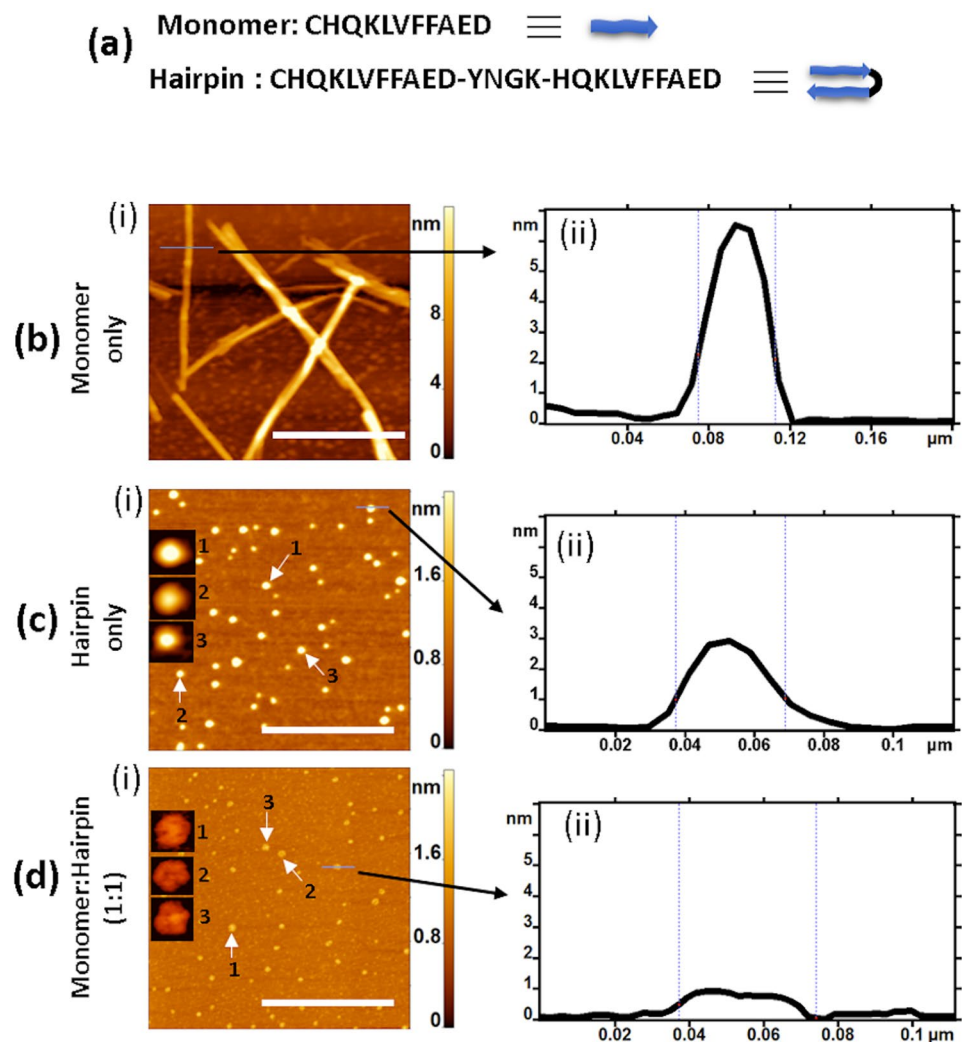 (a)
Monomer: CHQKLVFFAED
Hairpin : CHQKLVFFAED-YNGK-HQKLVFFAED
(b)
Monomer
only
(i)
nm
8
4
0
(ii)
nm
6
5
4
3
2
1
0
0.04 0.08 0.12 0.16 µm
(c)
Hairpin
only
(i)
1
2
3
1
3
2
nm
1.6
0.8
0
(ii)
nm
5
4
3
2
1
0
0.02 0.04 0.06 0.08 0.1 µm
(d)
Monomer:Hairpin
(1:1)
(i)
1
2
3
3
2
1
nm
1.6
0.8
0
(ii)
nm
5
4
3
2
1
0
0.02 0.04 0.06 0.08 0.1 µm